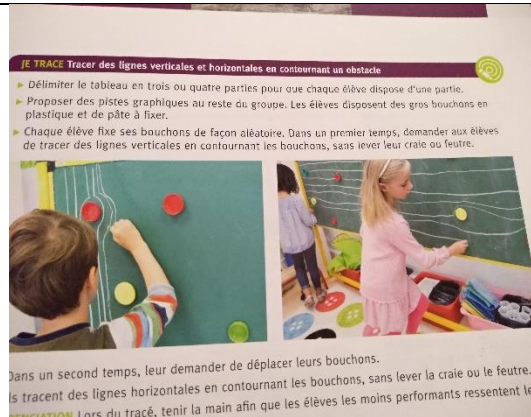 JE TRACE Tracer des lignes verticales et horizontales en contournant un obstacle
Délimiter le tableau en trois ou quatre parties pour que chaque élève dispose d'une partie.
Proposer des pistes graphiques au reste du groupe. Les élèves disposent des gros bouchons en
plastique et de pâte à fixer.
Chaque élève fixe ses bouchons de façon aléatoire. Dans un premier temps, demander aux élèves
de tracer des lignes verticales en contournant les bouchons, sans lever leur craie ou feutre.
Dans un second temps, leur demander de déplacer leurs bouchons.
Ils tracent des lignes horizontales en contournant les bouchons, sans lever la craie ou le feutre.
Lors du tracé, tenir la main afin que les élèves les moins performants ressentent